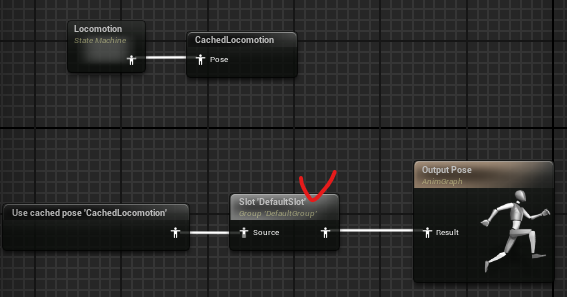 Locomotion
State Machine
CachedLocomotion
Pose
Output Pose
AnimGraph
Slot 'DefaultSlot'
Group 'DefaultGroup'
Use cached pose 'CachedLocomotion'
Source
Result